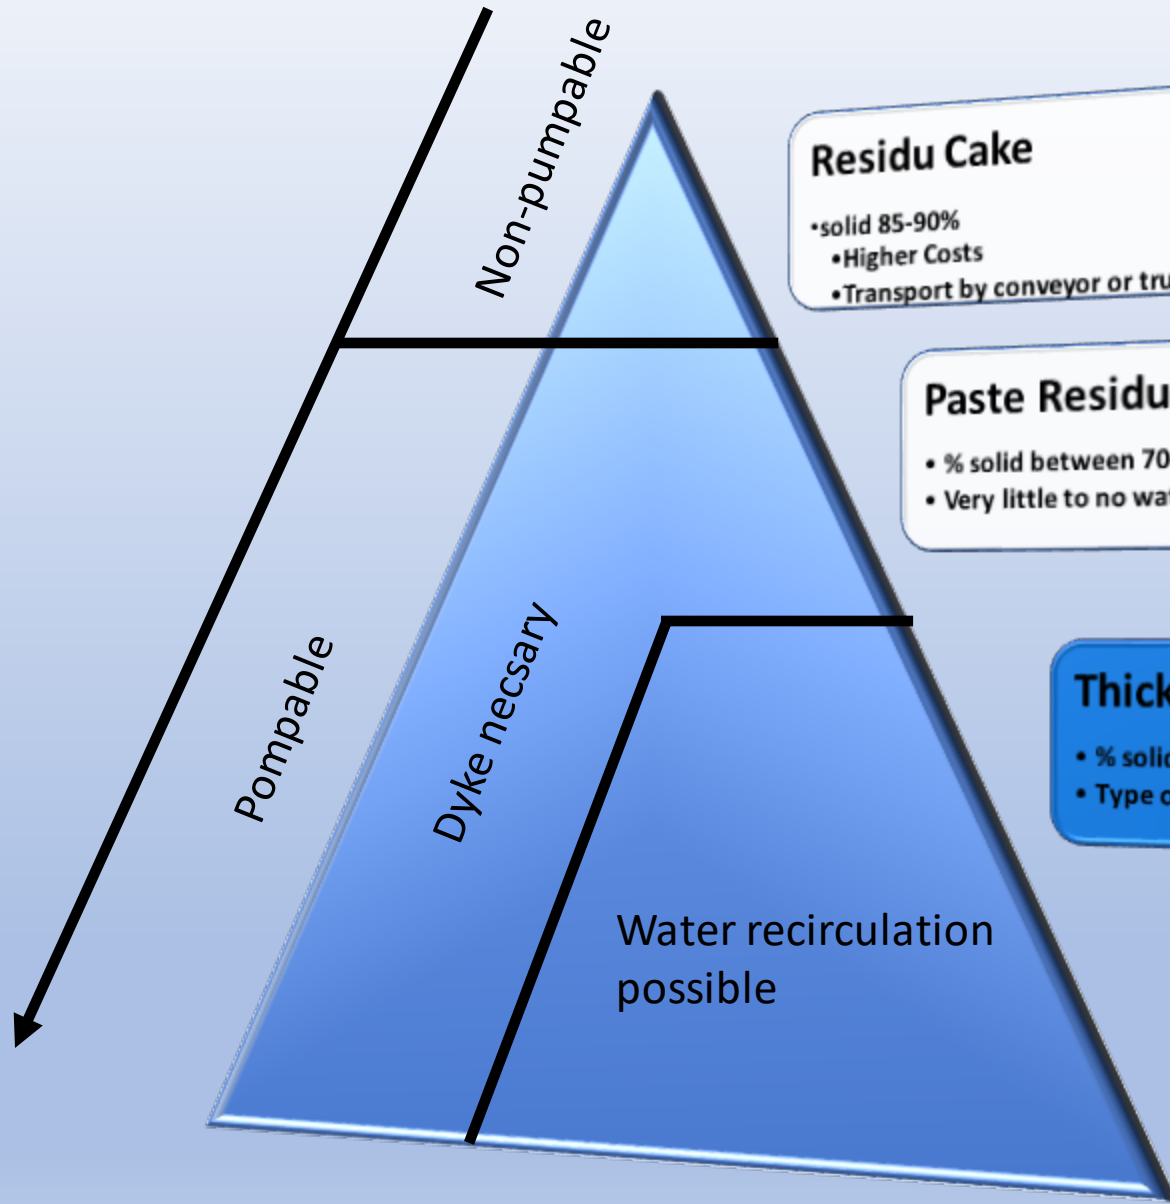 Non-pumpable
Residu Cake
•solid 85-90%
•Higher Costs
•Transport by conveyor or tru
Paste Residu
• % solid between 70
• Very little to no wa
Pompable
Dyke necsary
Thick
• % solid
• Type o
Water recirculation
possible